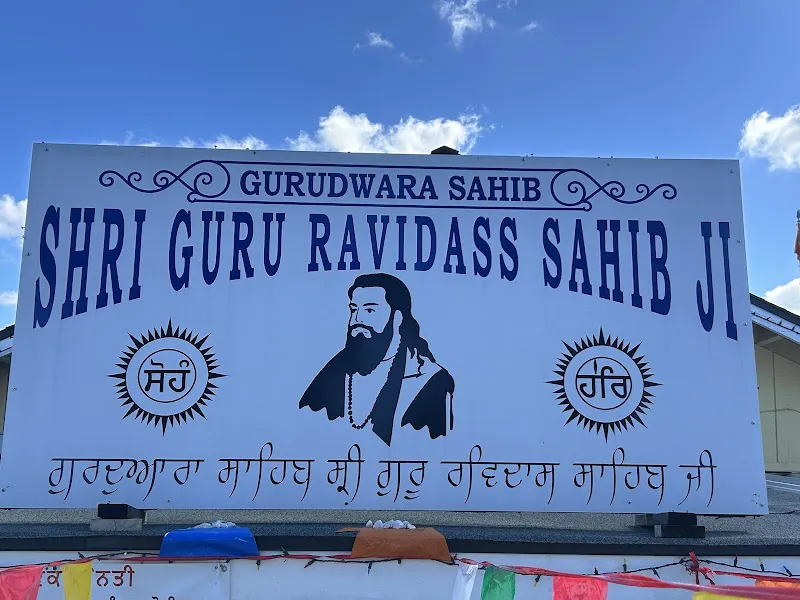 GURUDWARA SAHIB
SHRI GURU RAVIDASS SAHIB JI
ਸੋਹੰ
ਹਰਿ
ਗੁਰਦੁਆਰਾ ਸਾਹਿਬ ਸ਼੍ਰੀ ਗੁਰੂ ਰਵਿਦਾਸ ਸਾਹਿਬ ਜੀ